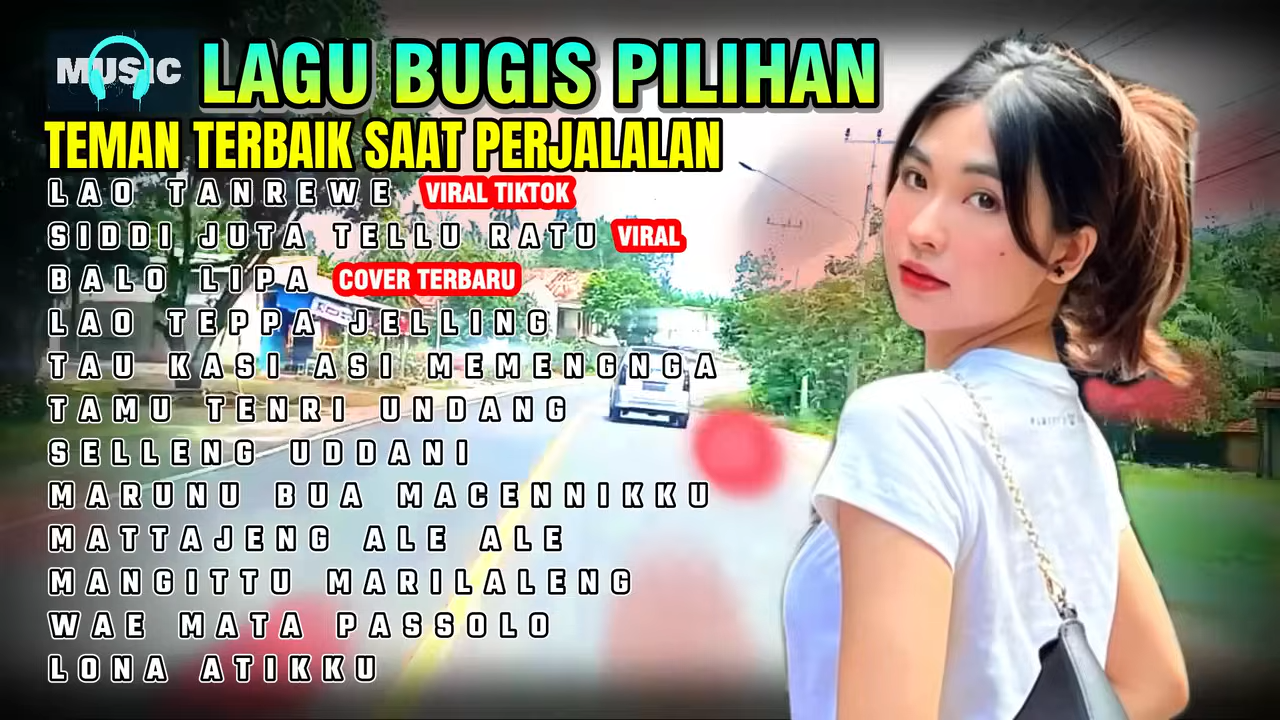 MUSIC
LAGU BUGIS PILIHAN
TEMAN TERBAIK SAAT PERJALALAN
LAO TANREWE VIRAL TIKTOK
SIDDI JUTA TELLU RATU VIRAL
BALO LIPA COVER TERBARU
LAO TEPPA JELLING
TAU KASI ASI MEMENGNGA
TAMU TENRI UNDANG
SELLENG UDDANI
MARUNU BUA MACENNIKKU
MATTAJENG ALE ALE
MANGITTU MARILALENG
WAE MATA PASSOLO
LONA ATIKKU